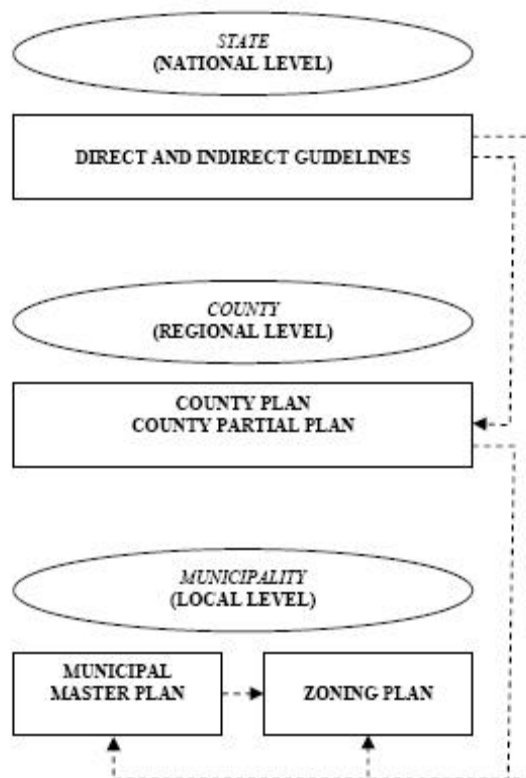 STATE
(NATIONAL LEVEL)
DIRECT AND INDIRECT GUIDELINES
COUNTY
(REGIONAL LEVEL)
COUNTY PLAN
COUNTY PARTIAL PLAN
MUNICIPALITY
(LOCAL LEVEL)
MUNICIPAL
MASTER PLAN
ZONING PLAN